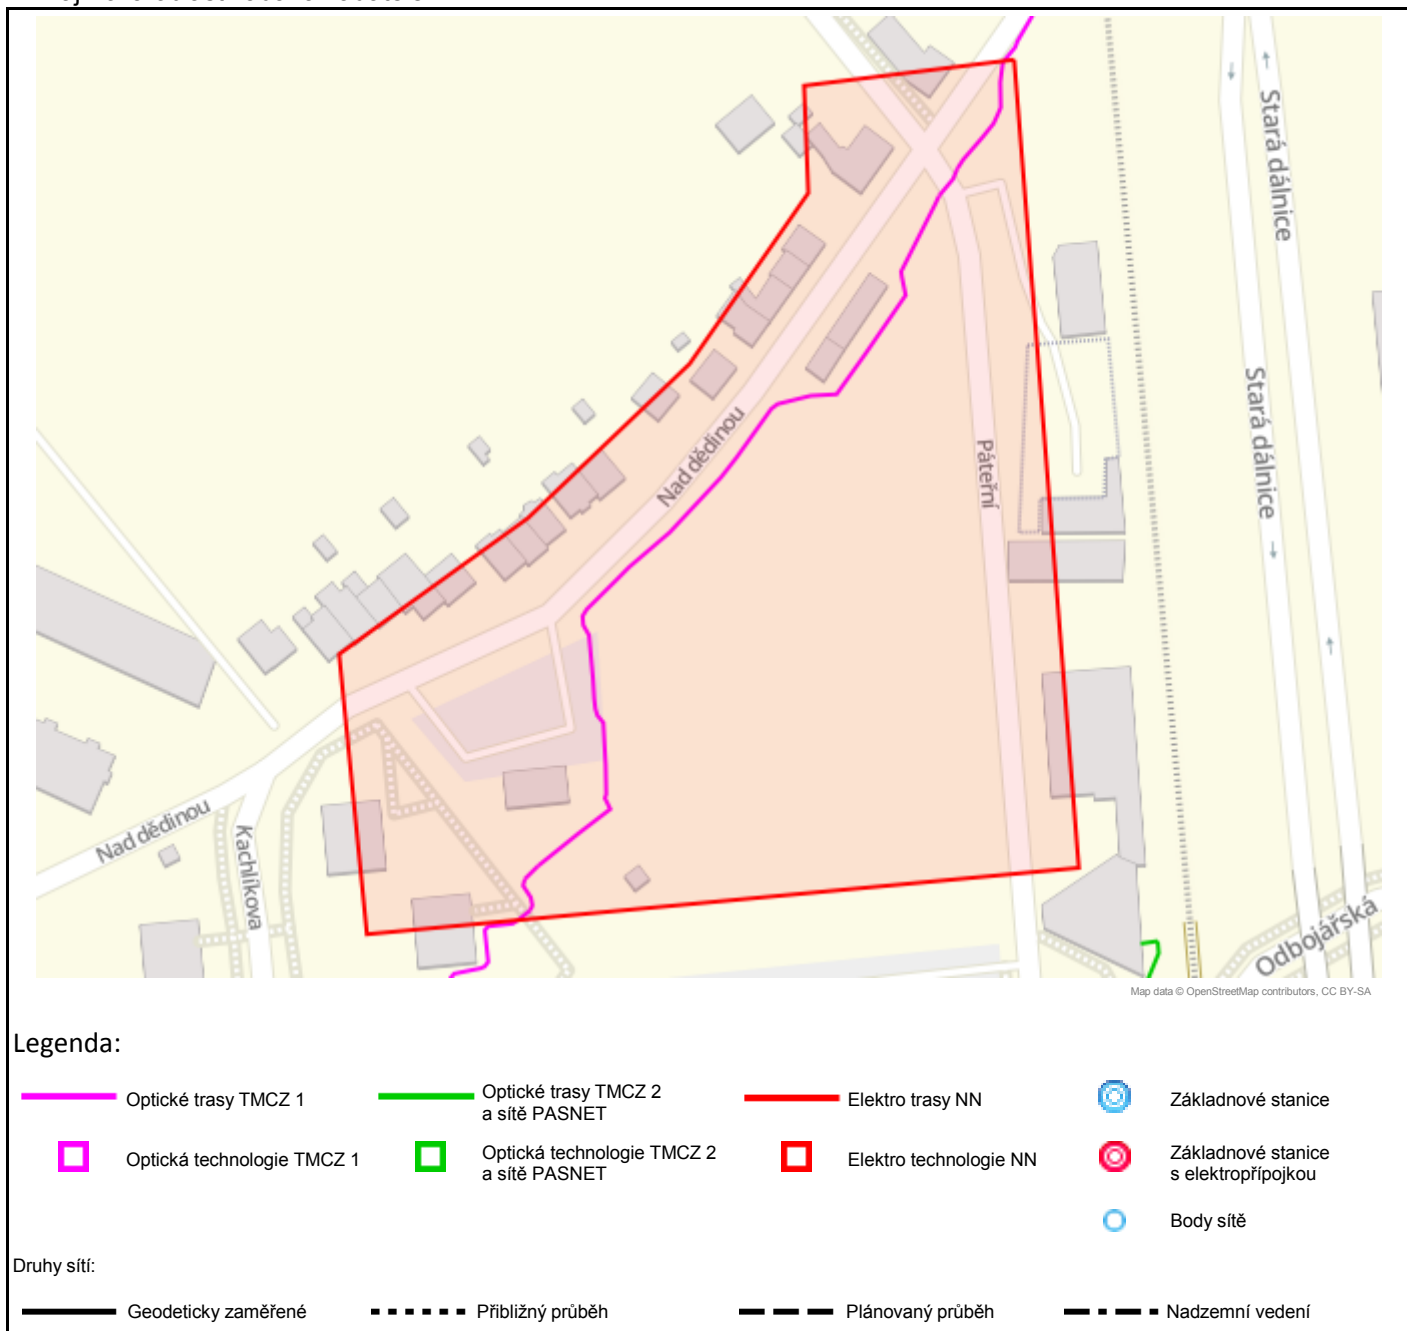 Stará dálnice
Stará dálnice
Nad dědinou
Páteřní
Nad dědinou
Kachlíkova
Odbojářská
Map data © OpenStreetMap contributors, CC BY-SA
Legenda:
Optické trasy TMCZ 1
Optické trasy TMCZ 2
a sítě PASNET
Elektro trasy NN
Základnové stanice
Optická technologie TMCZ 1
Optická technologie TMCZ 2
a sítě PASNET
Elektro technologie NN
Základnové stanice
s elektropřípojkou
Body sítě
Druhy sítí:
Geodeticky zaměřené
Přibližný průběh
Plánovaný průběh
Nadzemní vedení